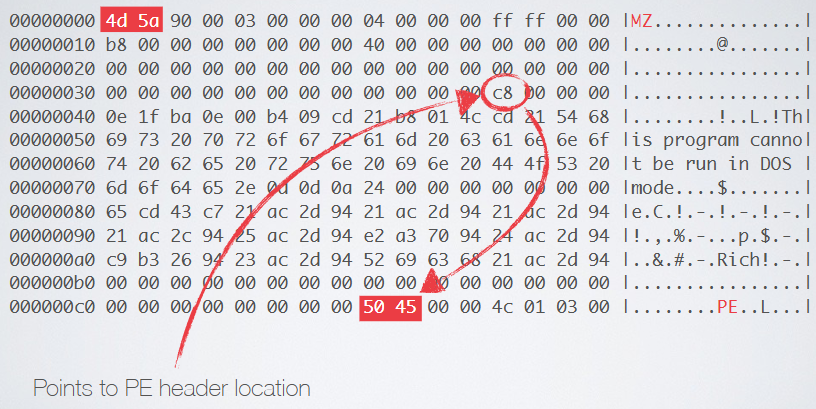 00000000 4d 5a 90 00 03 00 00 00 04 00 00 00 ff ff 00 00 |MZ..............|
00000010 b8 00 00 00 00 00 00 00 40 00 00 00 00 00 00 00 |........@.......|
00000020 00 00 00 00 00 00 00 00 00 00 00 00 00 00 00 00 |................|
00000030 00 00 00 00 00 00 00 00 00 00 00 00 c8 00 00 00 |................|
00000040 0e 1f ba 0e 00 b4 09 cd 21 b8 01 4c cd 21 54 68 |........!..L.!Th|
00000050 69 73 20 70 72 6f 67 72 61 6d 20 63 61 6e 6e 6f |is program canno|
00000060 74 20 62 65 20 72 75 6e 20 69 6e 20 44 4f 53 20 |t be run in DOS |
00000070 6d 6f 64 65 2e 0d 0d 0a 24 00 00 00 00 00 00 00 |mode....$.......|
00000080 65 cd 43 c7 21 ac 2d 94 21 ac 2d 94 21 ac 2d 94 |e.C.!.-.!.-.!.-.|
00000090 21 ac 2c 94 25 ac 2d 94 e2 a3 70 94 24 ac 2d 94 |!.,.%.-...p.$.-.|
000000a0 c9 b3 26 94 23 ac 2d 94 52 69 63 68 21 ac 2d 94 |..&.#.-.Rich!.-.|
000000b0 00 00 00 00 00 00 00 00 00 00 00 00 00 00 00 00 |................|
000000c0 00 00 00 00 00 00 00 00 50 45 00 00 4c 01 03 00 |........PE..L...|
Points to PE header location